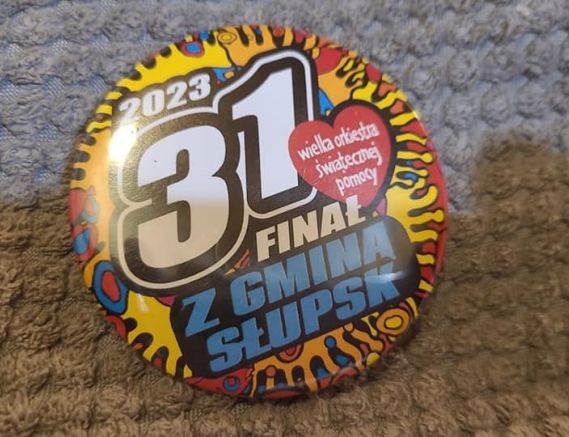 2023
31
wielka orkiestra
świątecznej
pomocy
FINAŁ
Z GMINĄ
SŁUPSK